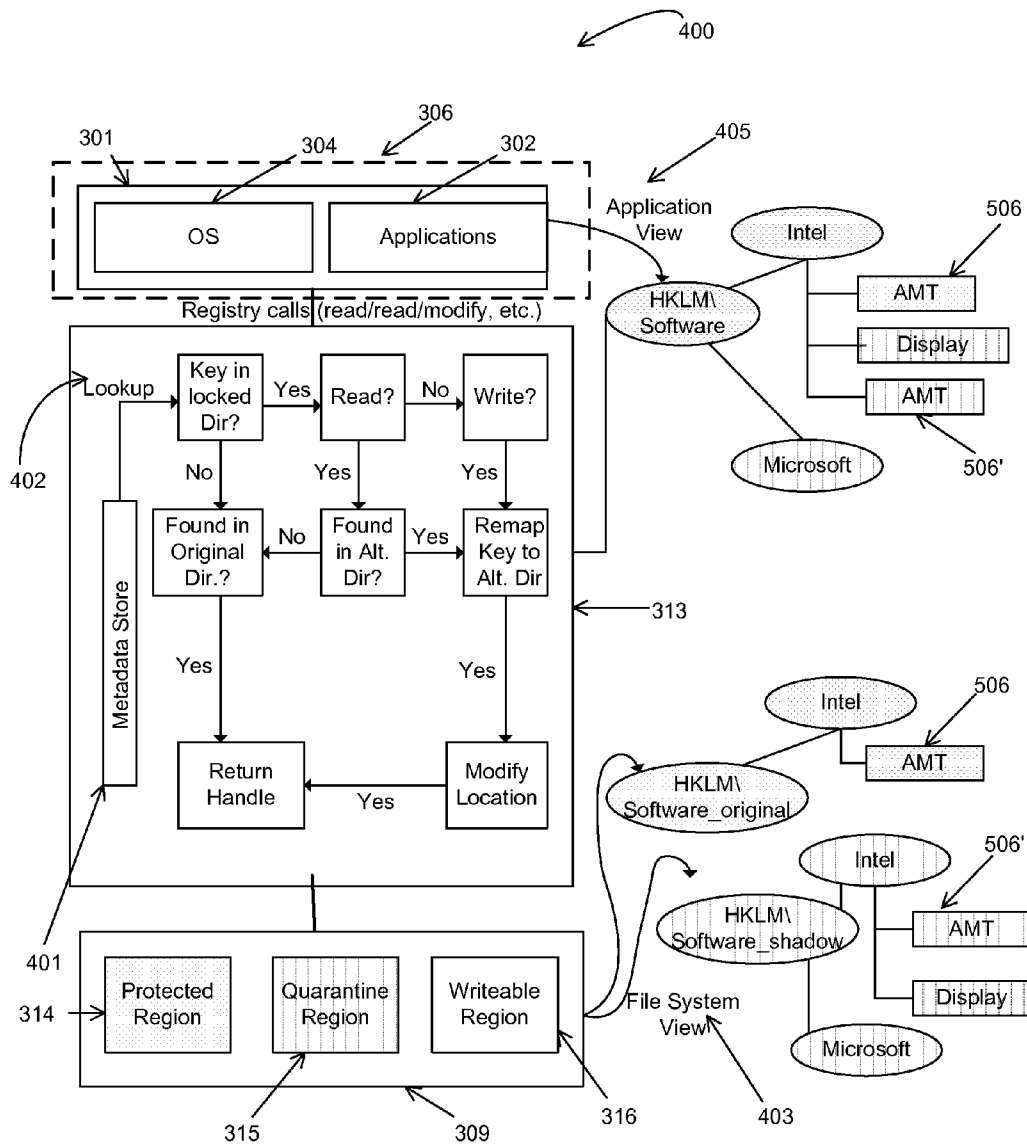 400
306
301
304
302
405
OS
Applications
Application
View
Intel
506
AMT
HKLM\
Software
Display
AMT
506'
Microsoft
Registry calls (read/read/modify, etc.)
402
Lookup
Key in
locked
Dir?
Yes
Read?
No
Write?
No
Yes
Yes
Found in
Original
Dir.?
No
Found
in Alt.
Dir?
Yes
Remap
Key to
Alt. Dir
313
Metadata Store
Yes
Yes
Return
Handle
Yes
Modify
Location
Intel
506
AMT
HKLM\
Software_original
Intel
506'
HKLM\
Software_shadow
AMT
Display
Microsoft
401
314
Protected
Region
Quarantine
Region
Writeable
Region
File System
View
315
309
316
403